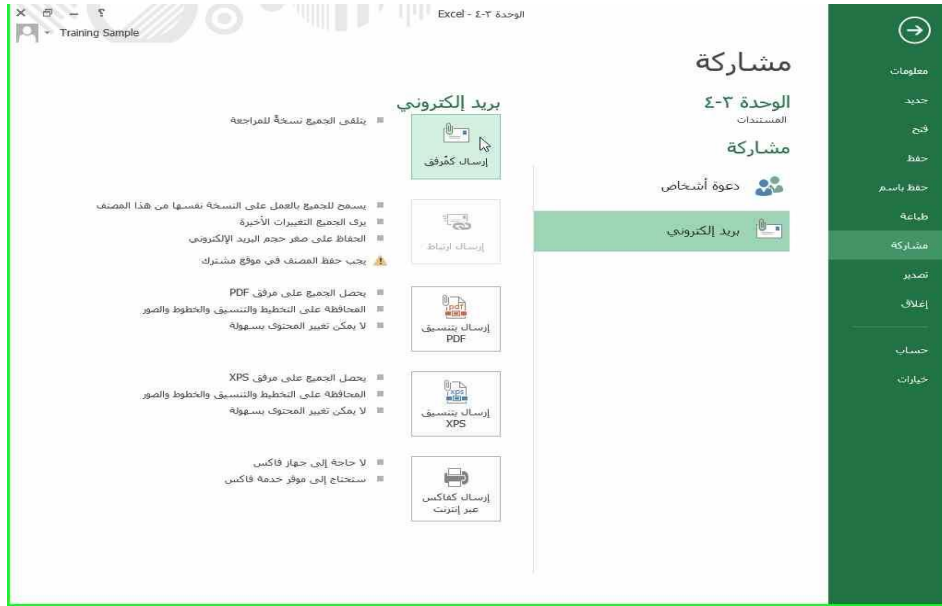 الوحدة ٣-٤ - Excel
؟
Training Sample
معلومات
جديد
فتح
حفظ
حفظ باسم
طباعة
مشاركة
تصدير
إغلاق
حساب
خيارات
مشاركة
الوحدة ٣-٤
المستندات
مشاركة
دعوة أشخاص
بريد إلكتروني
بريد إلكتروني
إرسال كمُرفق
يتلقى الجميع نسخةً للمراجعة
إرسال ارتباط
يسمح للجميع بالعمل على النسخة نفسها من هذا المصنف
يرى الجميع التغييرات الأخيرة
الحفاظ على صغر حجم البريد الإلكتروني
يجب حفظ المصنف في موقع مشترك
pdf
إرسال بتنسيق
PDF
يحصل الجميع على مرفق PDF
المحافظة على التخطيط والتنسيق والخطوط والصور
لا يمكن تغيير المحتوى بسهولة
xps
إرسال بتنسيق
XPS
يحصل الجميع على مرفق XPS
المحافظة على التخطيط والتنسيق والخطوط والصور
لا يمكن تغيير المحتوى بسهولة
إرسال كفاكس
عبر إنترنت
لا حاجة إلى جهاز فاكس
ستحتاج إلى موفر خدمة فاكس